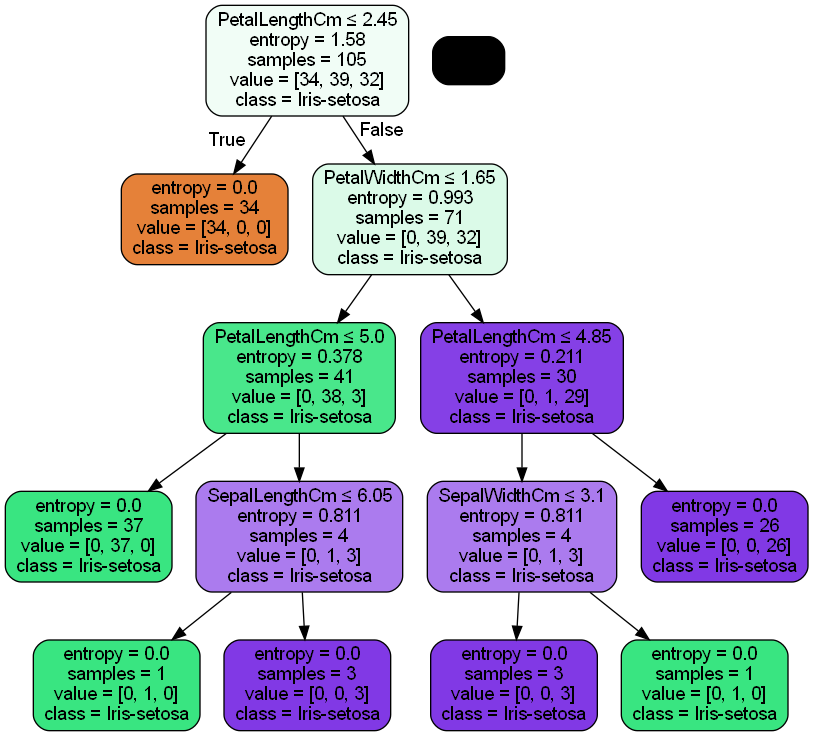 PetalLengthCm ≤ 2.45
entropy = 1.58
samples = 105
value = [34, 39, 32]
class = Iris-setosa
True
False
entropy = 0.0
samples = 34
value = [34, 0, 0]
class = Iris-setosa
PetalWidthCm ≤ 1.65
entropy = 0.993
samples = 71
value = [0, 39, 32]
class = Iris-setosa
PetalLengthCm ≤ 5.0
entropy = 0.378
samples = 41
value = [0, 38, 3]
class = Iris-setosa
PetalLengthCm ≤ 4.85
entropy = 0.211
samples = 30
value = [0, 1, 29]
class = Iris-setosa
entropy = 0.0
samples = 37
value = [0, 37, 0]
class = Iris-setosa
SepalLengthCm ≤ 6.05
entropy = 0.811
samples = 4
value = [0, 1, 3]
class = Iris-setosa
SepalWidthCm ≤ 3.1
entropy = 0.811
samples = 4
value = [0, 1, 3]
class = Iris-setosa
entropy = 0.0
samples = 26
value = [0, 0, 26]
class = Iris-setosa
entropy = 0.0
samples = 1
value = [0, 1, 0]
class = Iris-setosa
entropy = 0.0
samples = 3
value = [0, 0, 3]
class = Iris-setosa
entropy = 0.0
samples = 3
value = [0, 0, 3]
class = Iris-setosa
entropy = 0.0
samples = 1
value = [0, 1, 0]
class = Iris-setosa